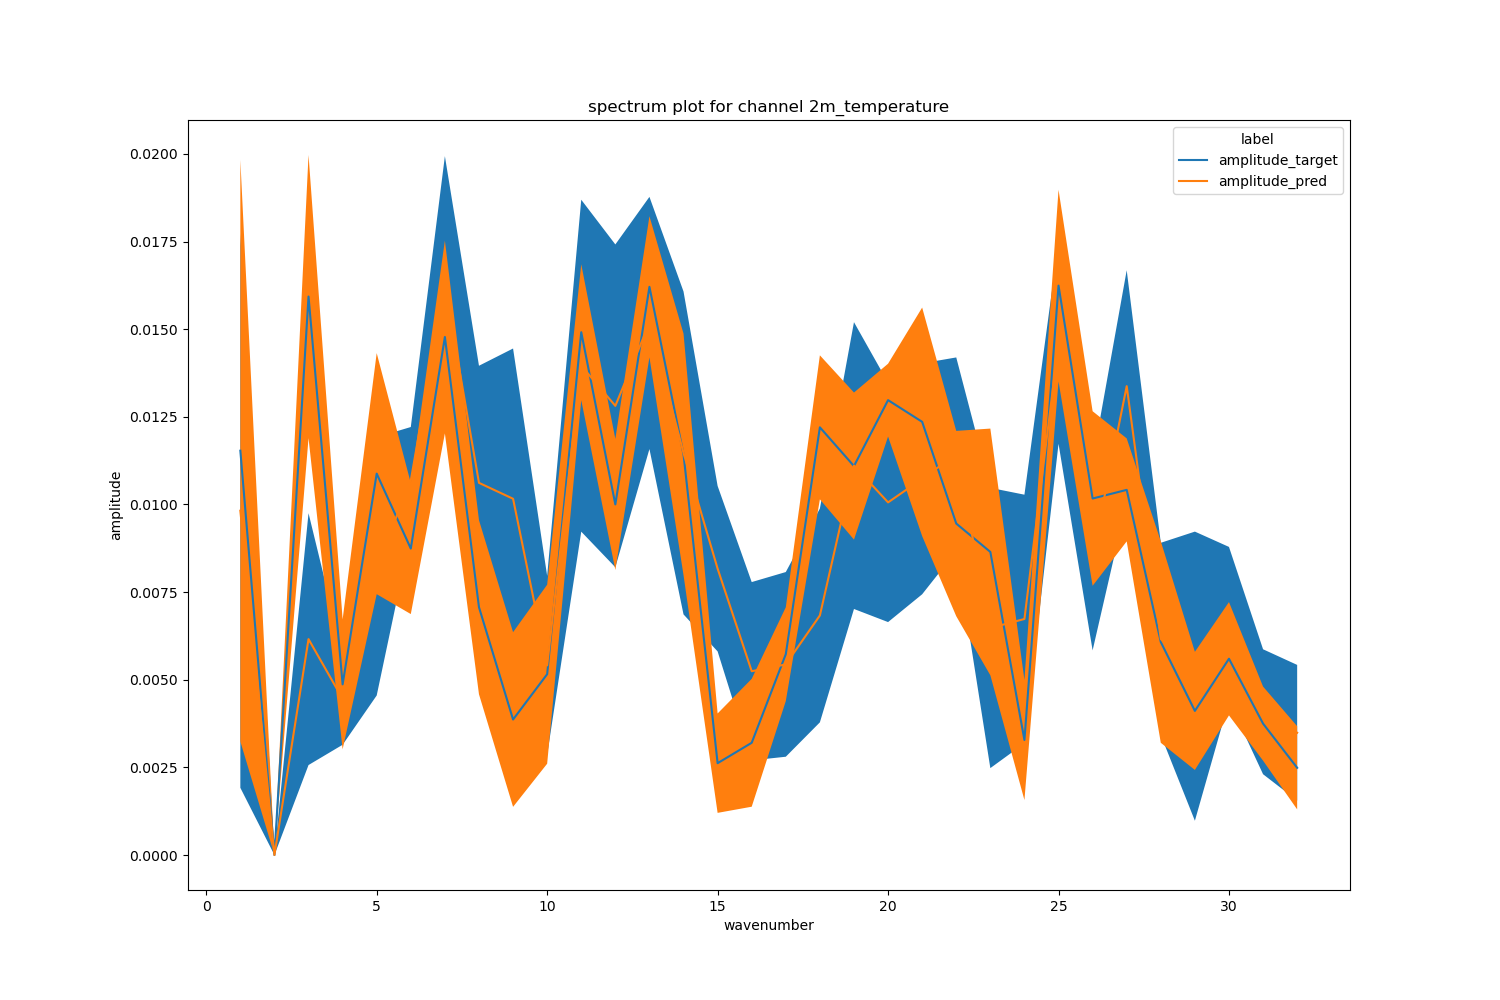 spectrum plot for channel 2m_temperature
label
amplitude_target
amplitude_pred
0.0200
0.0175
0.0150
0.0125
0.0100
0.0075
0.0050
0.0025
0.0000
amplitude
0 5 10 15 20 25 30
wavenumber